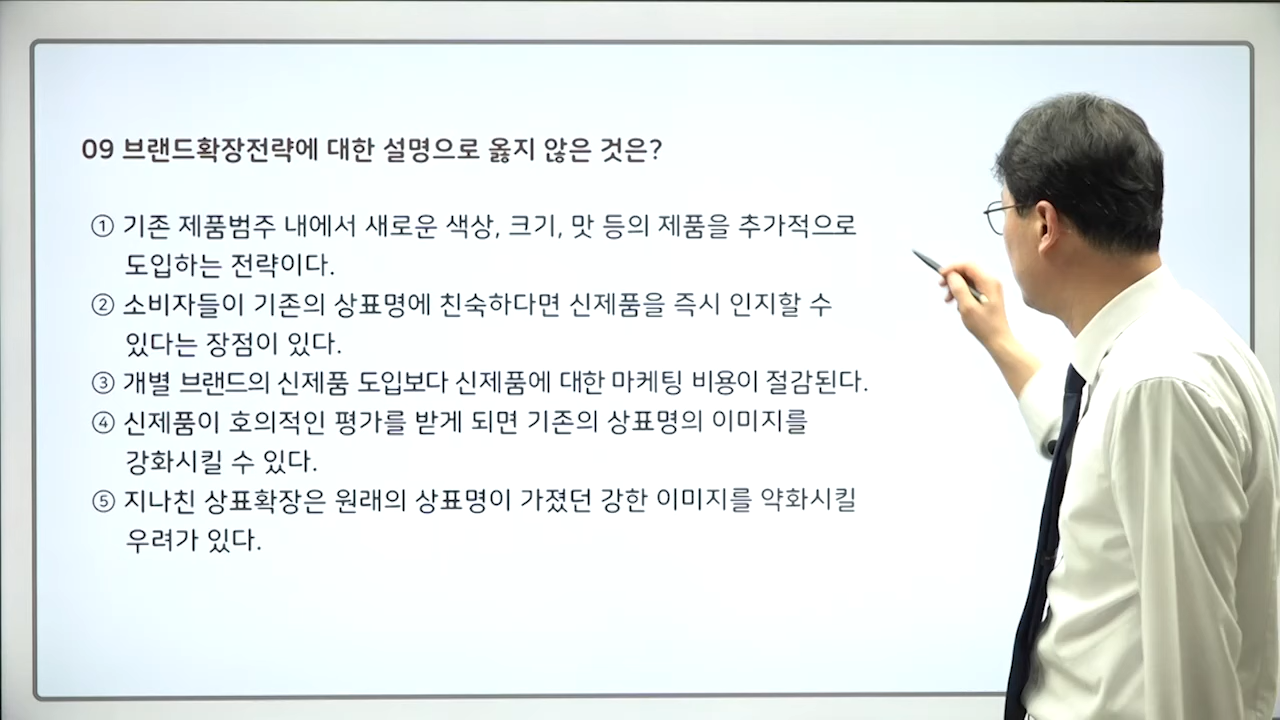 09 브랜드확장전략에 대한 설명으로 옳지 않은 것은?
① 기존 제품범주 내에서 새로운 색상, 크기, 맛 등의 제품을 추가적으로
도입하는 전략이다.
② 소비자들이 기존의 상표명에 친숙하다면 신제품을 즉시 인지할 수
있다는 장점이 있다.
③ 개별 브랜드의 신제품 도입보다 신제품에 대한 마케팅 비용이 절감된다.
④ 신제품이 호의적인 평가를 받게 되면 기존의 상표명의 이미지를
강화시킬 수 있다.
⑤ 지나친 상표확장은 원래의 상표명이 가졌던 강한 이미지를 약화시킬
우려가 있다.